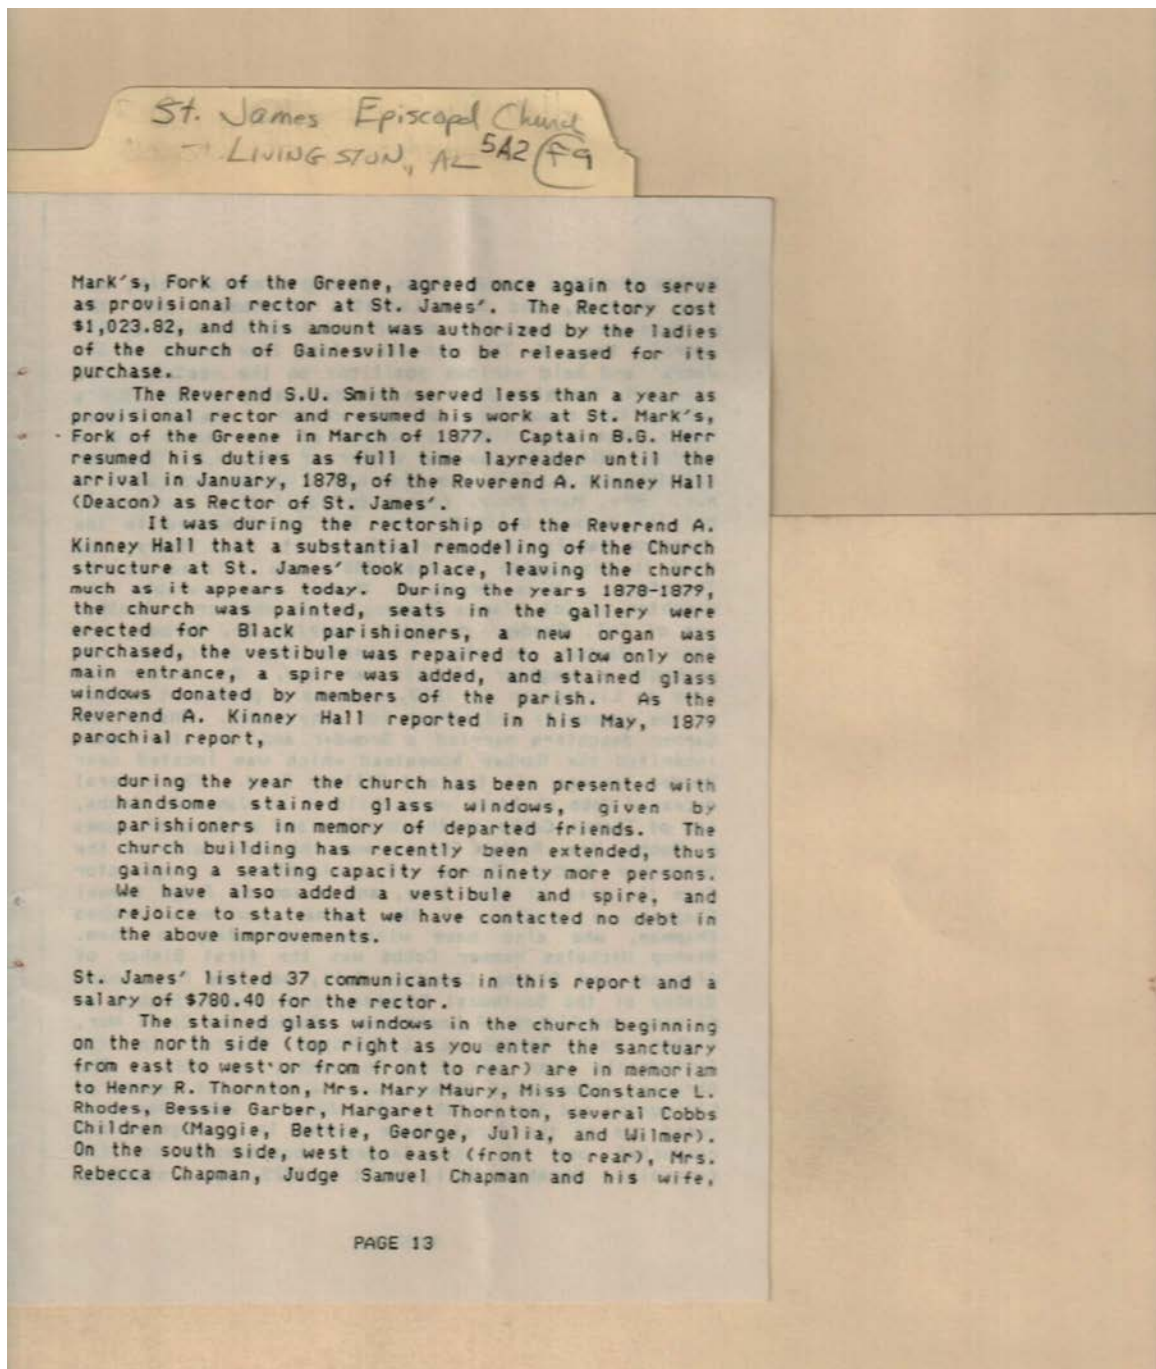 St. James Episcopal Church
LIVINGSTON, AL 5A2 F9
Mark's, Fork of the Greene, agreed once again to serve
as provisional rector at St. James'. The Rectory cost
$1,023.82, and this amount was authorized by the ladies
of the church of Gainesville to be released for its
purchase.
The Reverend S.U. Smith served less than a year as
provisional rector and resumed his work at St. Mark's,
Fork of the Greene in March of 1877. Captain B.G. Herr
resumed his duties as full time layreader until the
arrival in January, 1878, of the Reverend A. Kinney Hall
(Deacon) as Rector of St. James'.
It was during the rectorship of the Reverend A.
Kinney Hall that a substantial remodeling of the Church
structure at St. James' took place, leaving the church
much as it appears today. During the years 1878-1879,
the church was painted, seats in the gallery were
erected for Black parishioners, a new organ was
purchased, the vestibule was repaired to allow only one
main entrance, a spire was added, and stained glass
windows donated by members of the parish. As the
Reverend A. Kinney Hall reported in his May, 1879
parochial report,
during the year the church has been presented with
handsome stained glass windows, given by
parishioners in memory of departed friends. The
church building has recently been extended, thus
gaining a seating capacity for ninety more persons.
We have also added a vestibule and spire, and
rejoice to state that we have contacted no debt in
the above improvements.
St. James' listed 37 communicants in this report and a
salary of $780.40 for the rector.
The stained glass windows in the church beginning
on the north side (top right as you enter the sanctuary
from east to west or from front to rear) are in memoriam
to Henry R. Thornton, Mrs. Mary Maury, Miss Constance L.
Rhodes, Bessie Garber, Margaret Thornton, several Cobbs
Children (Maggie, Bettie, George, Julia, and Wilmer).
On the south side, west to east (front to rear), Mrs.
Rebecca Chapman, Judge Samuel Chapman and his wife,
PAGE 13